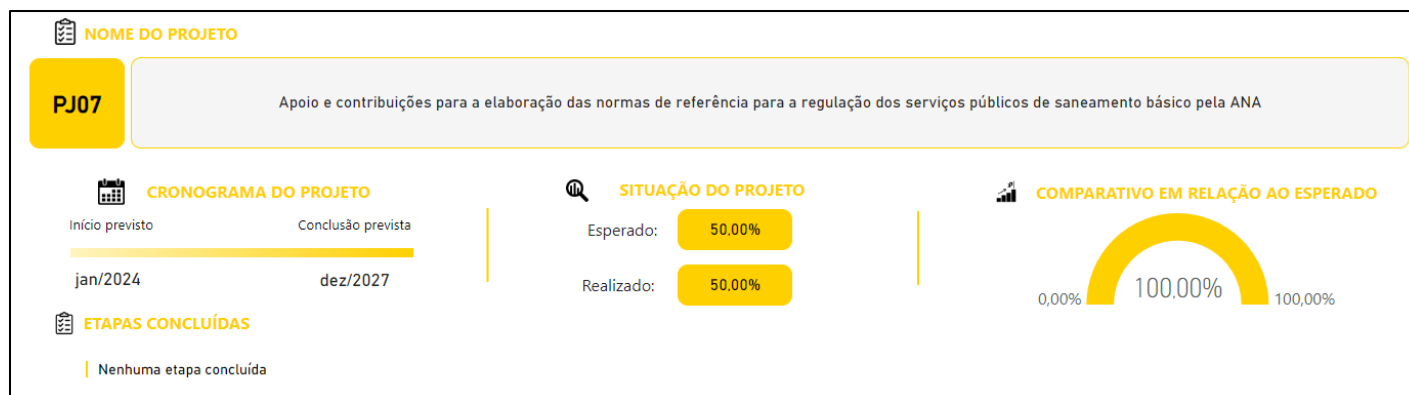 NOME DO PROJETO
PJ07
Apoio e contribuições para a elaboração das normas de referência para a regulação dos serviços públicos de saneamento básico pela ANA
CRONOGRAMA DO PROJETO
Início previsto
Conclusão prevista
jan/2024
dez/2027
SITUAÇÃO DO PROJETO
Esperado:
50,00%
Realizado:
50,00%
COMPARATIVO EM RELAÇÃO AO ESPERADO
0,00%
100,00%
100,00%
ETAPAS CONCLUÍDAS
Nenhuma etapa concluída